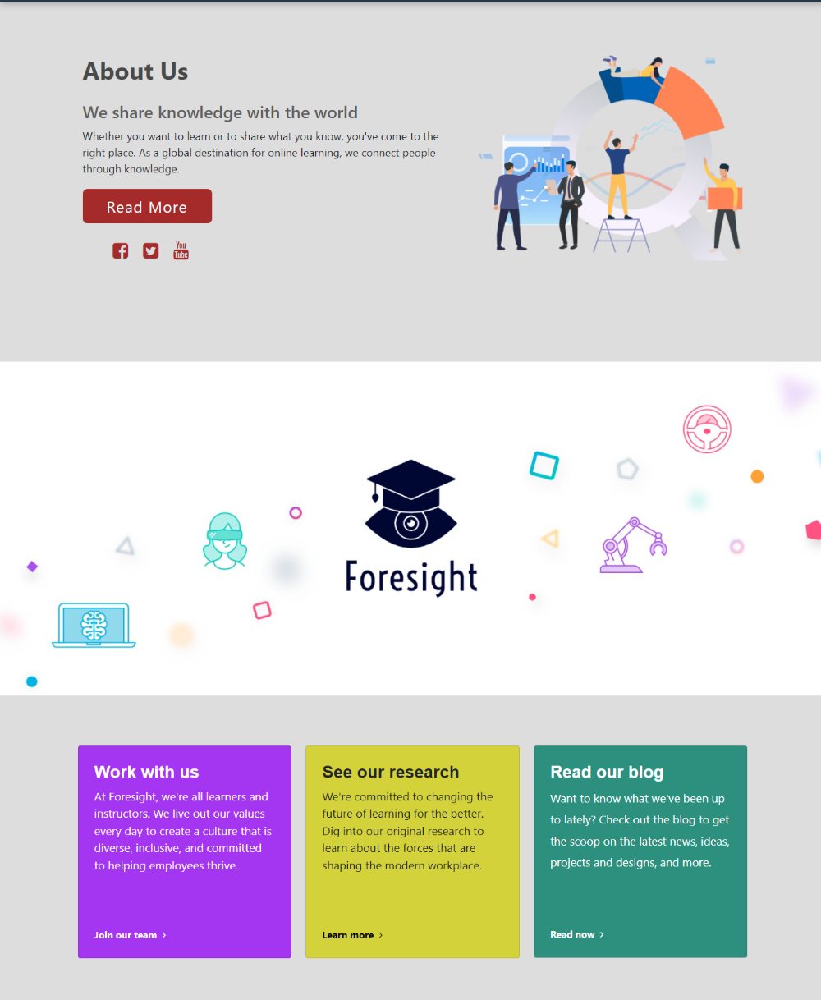 About Us
We share knowledge with the world
Whether you want to learn or to share what you know, you've come to the
right place. As a global destination for online learning, we connect people
through knowledge.
Read More
You
Tube
Foresight
Work with us
At Foresight, we're all learners and
instructors. We live out our values
every day to create a culture that is
diverse, inclusive, and committed
to helping employees thrive.
Join our team
See our research
We're committed to changing the
future of learning for the better.
Dig into our original research to
learn about the forces that are
shaping the modern workplace.
Learn more
Read our blog
Want to know what we've been up
to lately? Check out the blog to get
the scoop on the latest news, ideas,
projects and designs, and more.
Read now